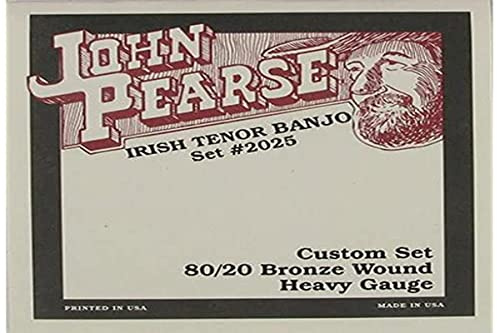 JOHN
PEARSE
IRISH TENOR BANJO
Set #2025
Custom Set
80/20 Bronze Wound
Heavy Gauge
PRINTED IN USA
MADE IN USA